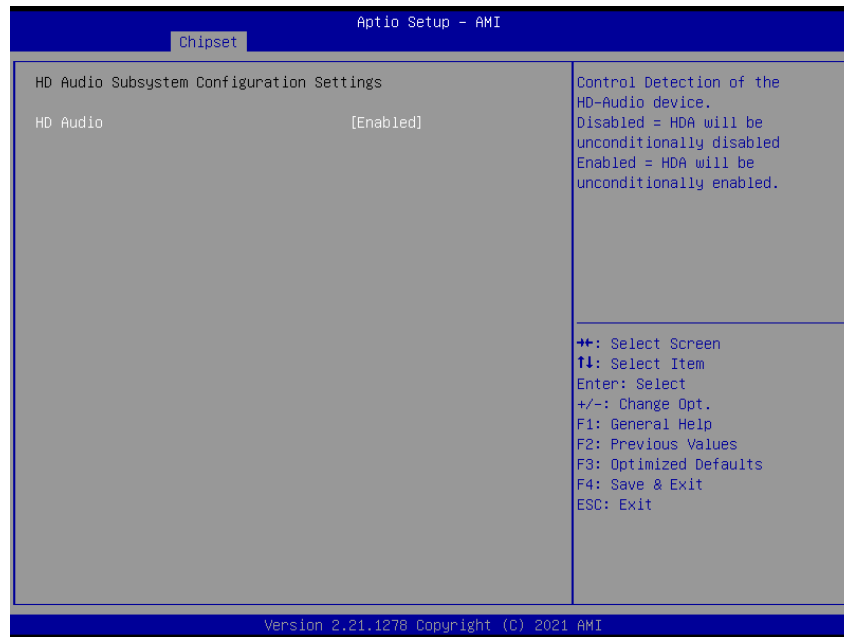 Aptio Setup – AMI
Chipset
HD Audio Subsystem Configuration Settings
HD Audio [Enabled]
Control Detection of the
HD-Audio device.
Disabled = HDA will be
unconditionally disabled
Enabled = HDA will be
unconditionally enabled.
→←: Select Screen
↑↓: Select Item
Enter: Select
+/-: Change Opt.
F1: General Help
F2: Previous Values
F3: Optimized Defaults
F4: Save & Exit
ESC: Exit
Version 2.21.1278 Copyright (C) 2021 AMI